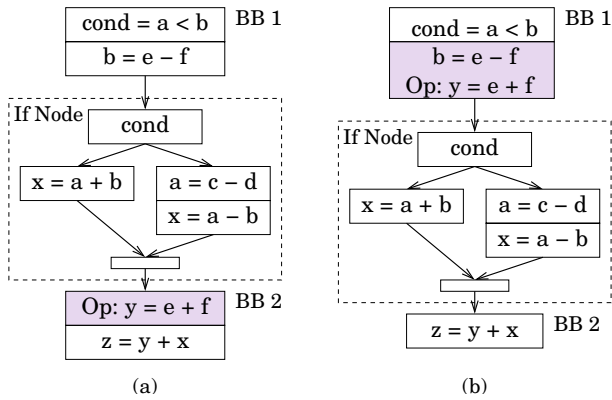 cond = a < b
BB 1
b = e – f
If Node
cond
x = a + b
a = c – d
x = a – b
Op: y = e + f
BB 2
z = y + x
(a)
cond = a < b
BB 1
b = e – f
Op: y = e + f
If Node
cond
x = a + b
a = c – d
x = a – b
z = y + x
BB 2
(b)